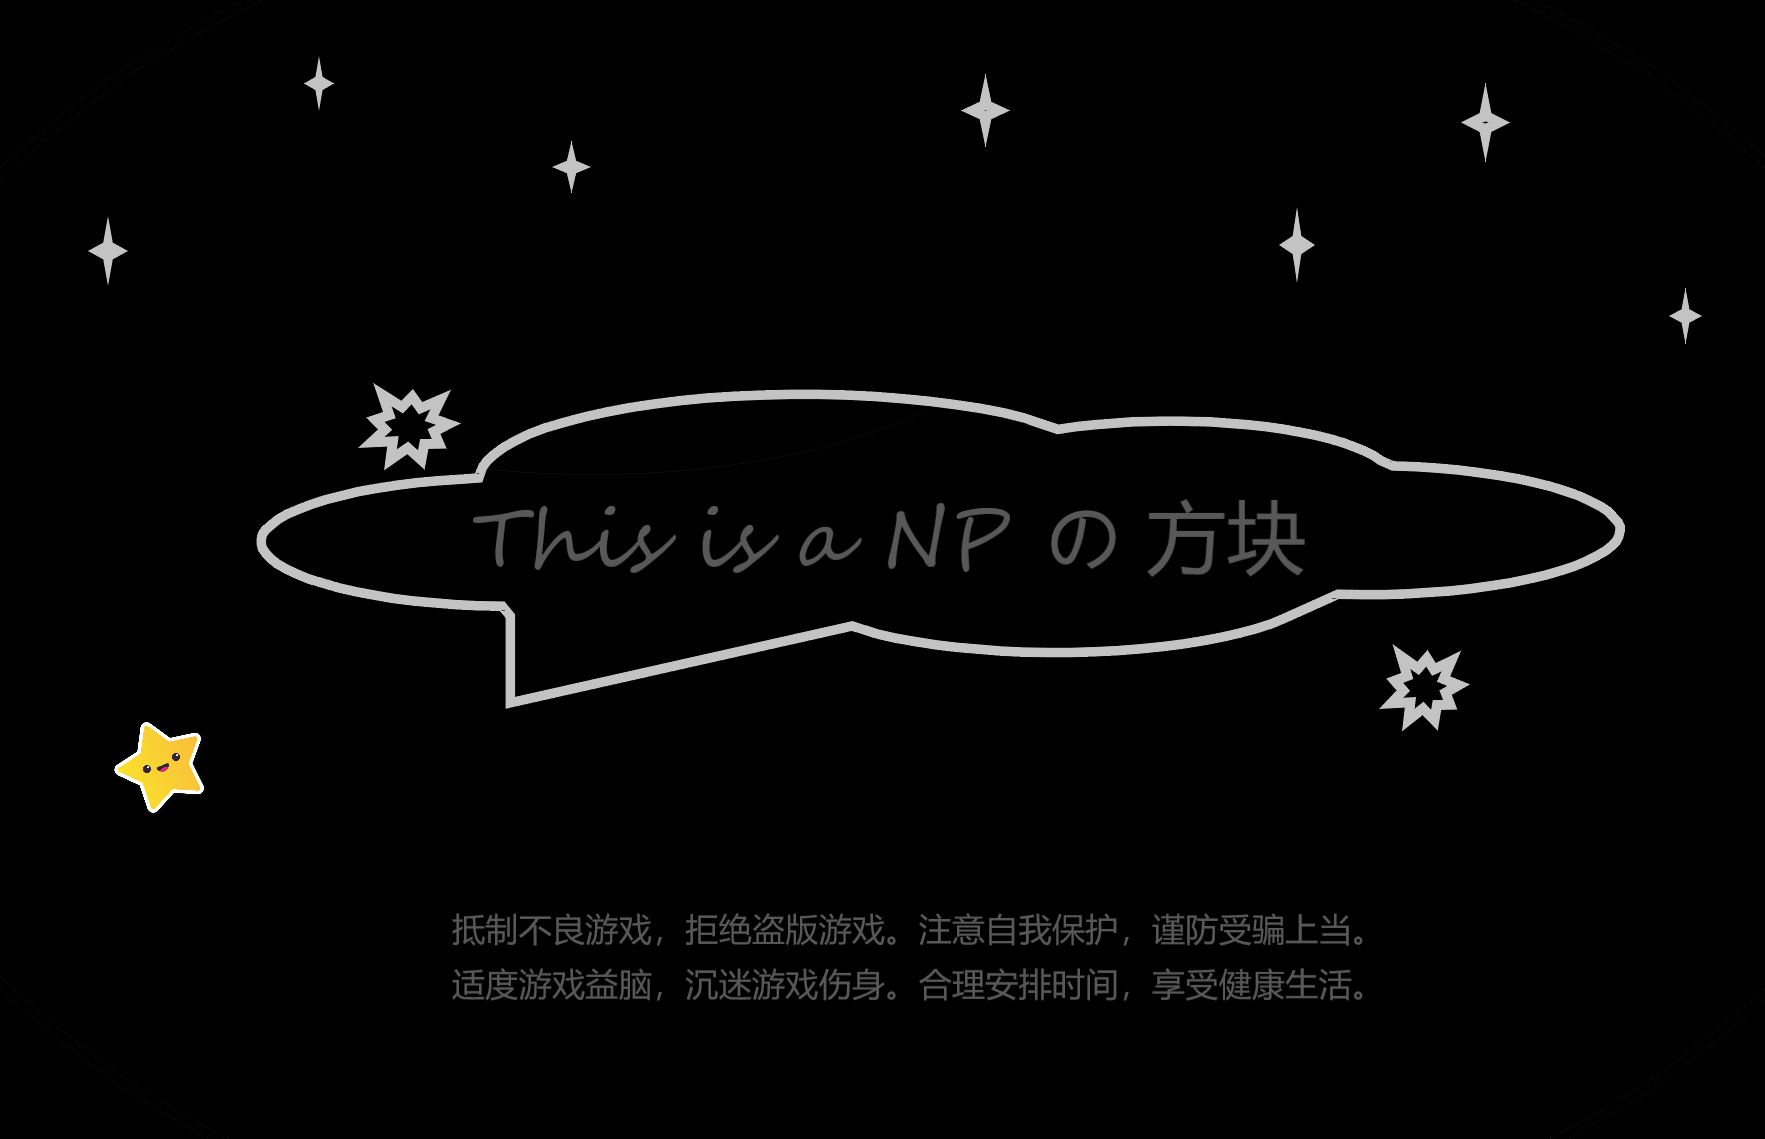 This is a NP の 方块
抵制不良游戏，拒绝盗版游戏。注意自我保护，谨防受骗上当。
适度游戏益脑，沉迷游戏伤身。合理安排时间，享受健康生活。